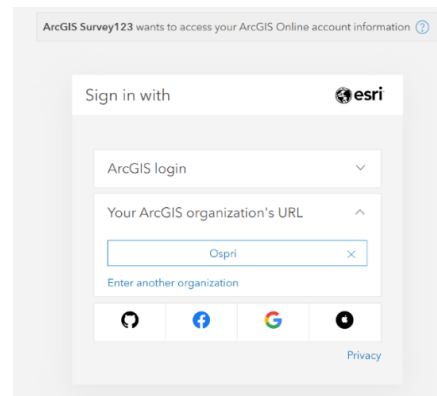 ArcGIS Survey123 wants to access your ArcGIS Online account information ?
Sign in with
esri
ArcGIS login
Your ArcGIS organization's URL
Ospri
Enter another organization
Privacy